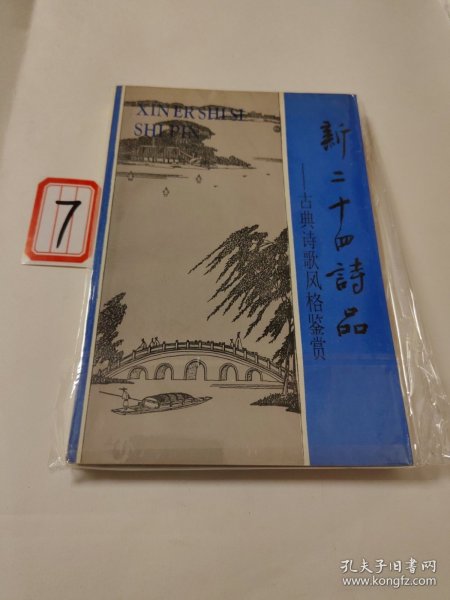 XIN ER SHI SI
SHI PIN
新二十四詩品
——古典诗歌风格鉴赏
7
孔夫子旧书网
www.kongfz.com